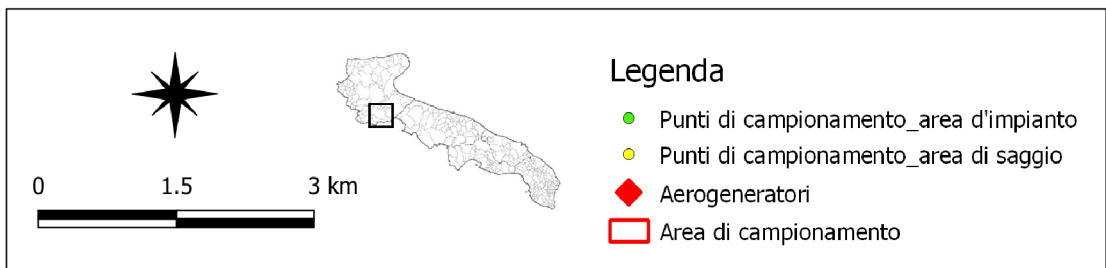 Legenda
Punti di campionamento_area d'impianto
Punti di campionamento_area di saggio
Aerogeneratori
Area di campionamento
0 1.5 3 km